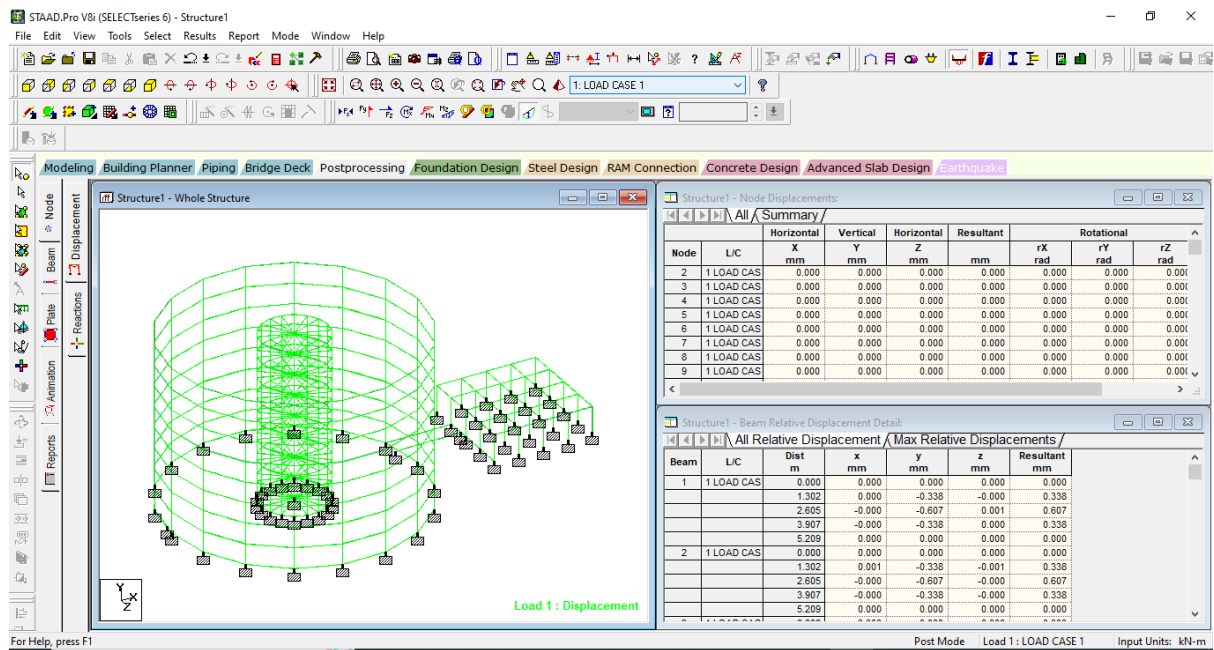 STAAD.Pro V8i (SELECTseries 6) - Structure1
File Edit View Tools Select Results Report Mode Window Help
1: LOAD CASE 1
Modeling Building Planner Piping Bridge Deck Postprocessing Foundation Design Steel Design RAM Connection Concrete Design Advanced Slab Design Earthquake
Node
Beam
Plate
Animation
Reports
Displacement
Reactions
Structure1 - Whole Structure
Y
X
Z
Load 1 : Displacement
Structure1 - Node Displacements:
All Summary
Horizontal Vertical Horizontal Resultant Rotational
Node L/C X mm Y mm Z mm mm rX rad rY rad rZ rad
2 1 LOAD CAS 0.000 0.000 0.000 0.000 0.000 0.000 0.000
3 1 LOAD CAS 0.000 0.000 0.000 0.000 0.000 0.000 0.000
4 1 LOAD CAS 0.000 0.000 0.000 0.000 0.000 0.000 0.000
5 1 LOAD CAS 0.000 0.000 0.000 0.000 0.000 0.000 0.000
6 1 LOAD CAS 0.000 0.000 0.000 0.000 0.000 0.000 0.000
7 1 LOAD CAS 0.000 0.000 0.000 0.000 0.000 0.000 0.000
8 1 LOAD CAS 0.000 0.000 0.000 0.000 0.000 0.000 0.000
9 1 LOAD CAS 0.000 0.000 0.000 0.000 0.000 0.000 0.000
Structure1 - Beam Relative Displacement Detail:
All Relative Displacement Max Relative Displacements
Beam L/C Dist m x mm y mm z mm Resultant mm
1 1 LOAD CAS 0.000 0.000 0.000 0.000 0.000
1.302 0.000 -0.338 -0.000 0.338
2.605 -0.000 -0.607 0.001 0.607
3.907 -0.000 -0.338 0.000 0.338
5.209 0.000 0.000 0.000 0.000
2 1 LOAD CAS 0.000 0.000 0.000 0.000 0.000
1.302 0.001 -0.338 -0.001 0.338
2.605 -0.000 -0.607 -0.000 0.607
3.907 -0.000 -0.338 -0.000 0.338
5.209 0.000 0.000 0.000 0.000
For Help, press F1
Post Mode Load 1 : LOAD CASE 1 Input Units: kN-m